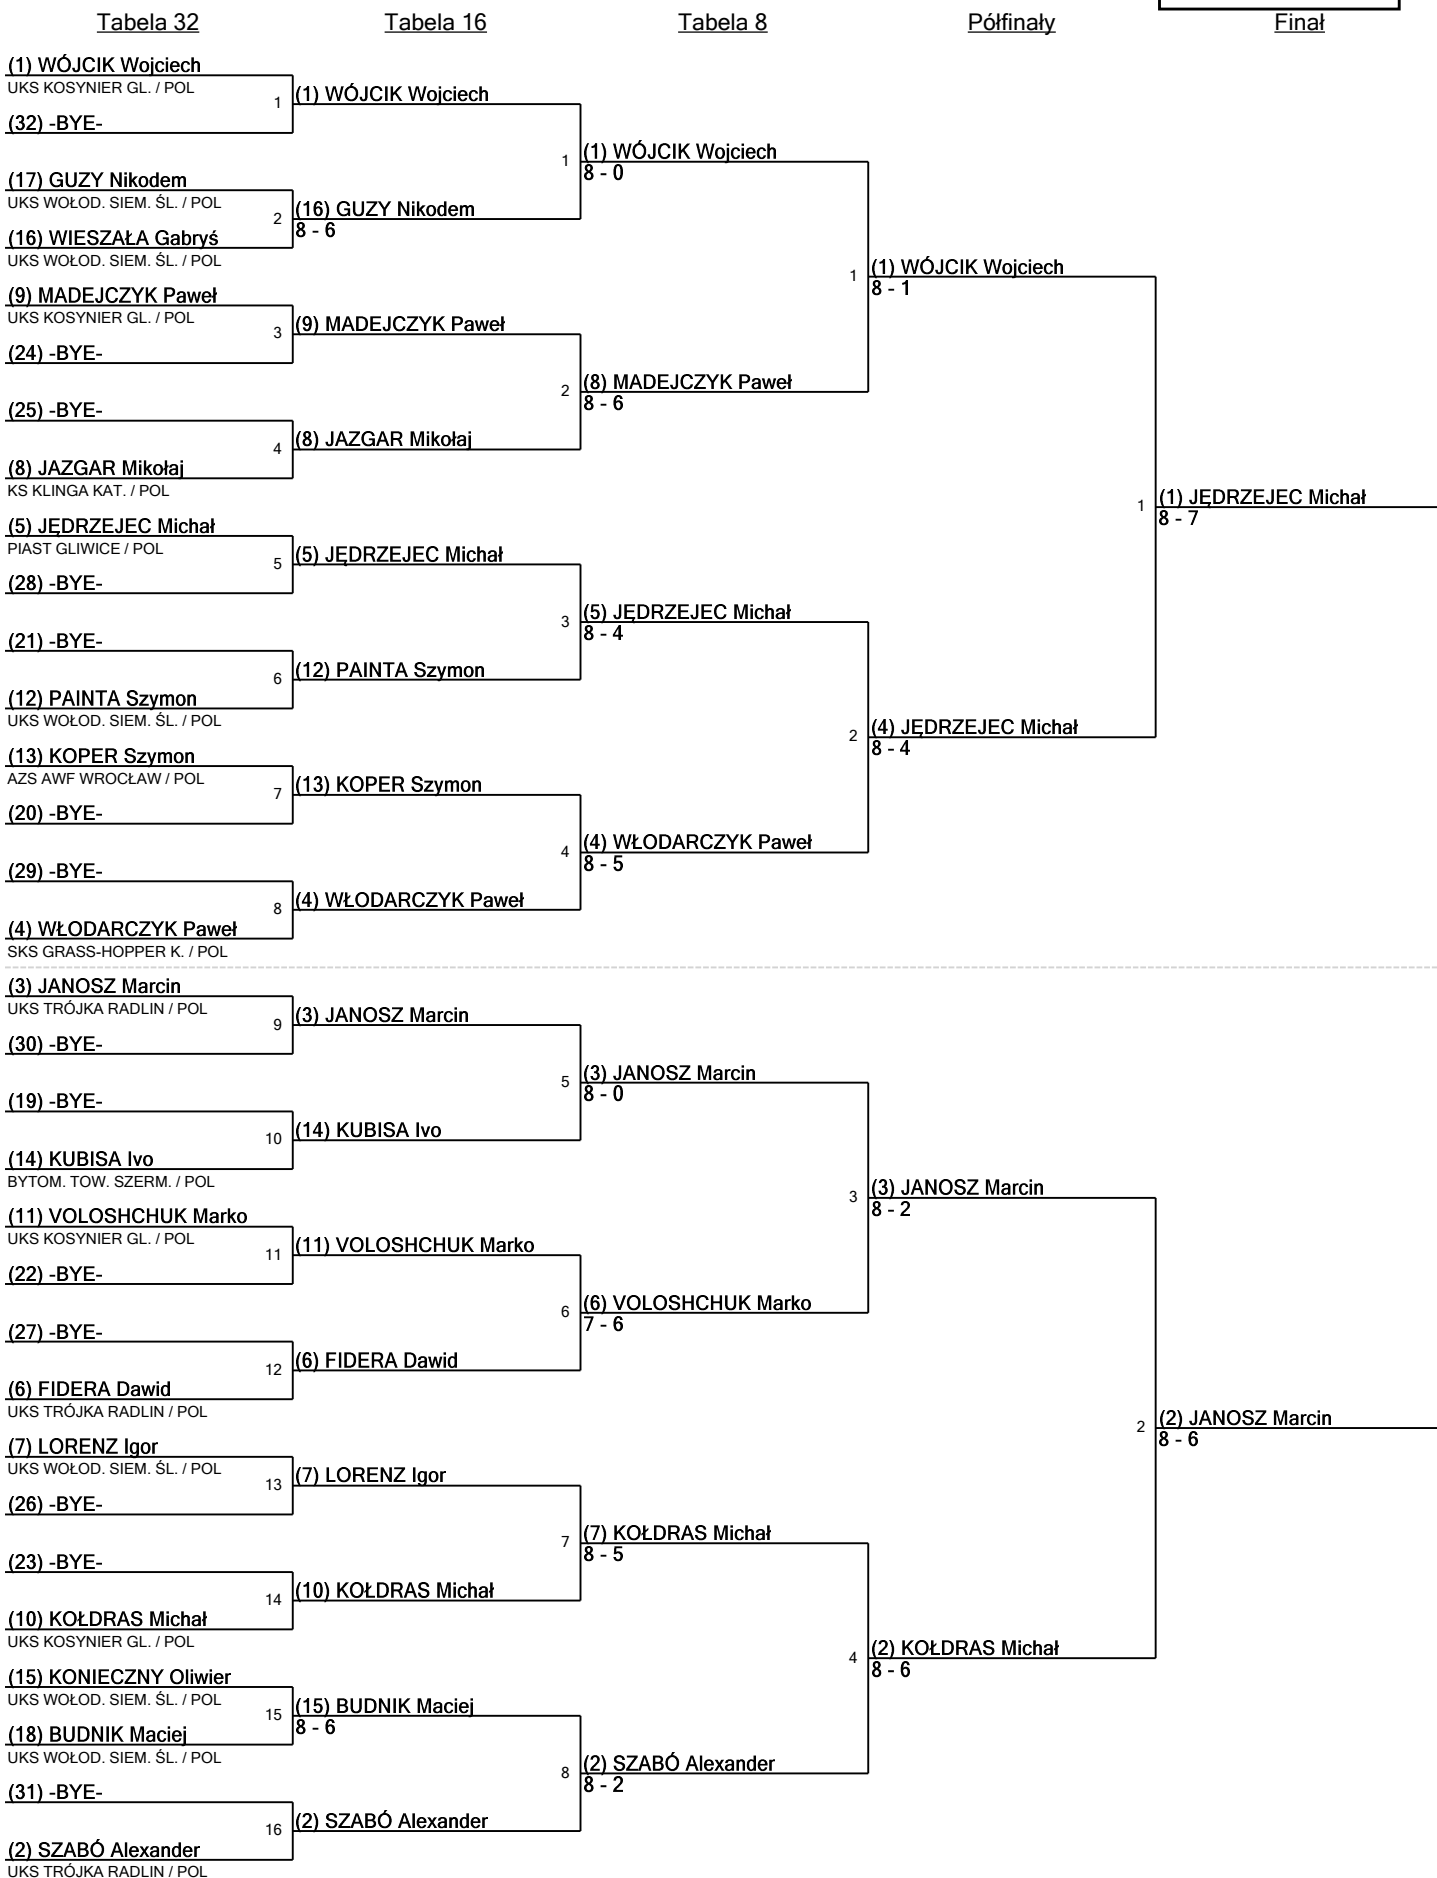 Tabela 32
Tabela 16
Tabela 8
Półfinały
Finał
(1) WÓJCIK Wojciech
UKS KOSYNIER GL. / POL
1
(32) -BYE-
(17) GUZY Nikodem
UKS WOŁOD. SIEM. ŚL. / POL
2
(16) WIESZAŁA Gabryś
UKS WOŁOD. SIEM. ŚL. / POL
(9) MADEJCZYK Paweł
UKS KOSYNIER GL. / POL
3
(24) -BYE-
(25) -BYE-
4
(8) JAZGAR Mikołaj
KS KLINGA KAT. / POL
(5) JĘDRZEJEC Michał
PIAST GLIWICE / POL
5
(28) -BYE-
(21) -BYE-
6
(12) PAINTA Szymon
UKS WOŁOD. SIEM. ŚL. / POL
(13) KOPER Szymon
AZS AWF WROCŁAW / POL
7
(20) -BYE-
(29) -BYE-
8
(4) WŁODARCZYK Paweł
SKS GRASS-HOPPER K. / POL
(3) JANOSZ Marcin
UKS TRÓJKA RADLIN / POL
9
(30) -BYE-
(19) -BYE-
10
(14) KUBISA Ivo
BYTOM. TOW. SZERM. / POL
(11) VOLOSHCHUK Marko
UKS KOSYNIER GL. / POL
11
(22) -BYE-
(27) -BYE-
12
(6) FIDERA Dawid
UKS TRÓJKA RADLIN / POL
(7) LORENZ Igor
UKS WOŁOD. SIEM. ŚL. / POL
13
(26) -BYE-
(23) -BYE-
14
(10) KOŁDRAS Michał
UKS KOSYNIER GL. / POL
(15) KONIECZNY Oliwier
UKS WOŁOD. SIEM. ŚL. / POL
15
(18) BUDNIK Maciej
UKS WOŁOD. SIEM. ŚL. / POL
(31) -BYE-
16
(2) SZABÓ Alexander
UKS TRÓJKA RADLIN / POL
(1) WÓJCIK Wojciech
1
(16) GUZY Nikodem
8 - 6
(9) MADEJCZYK Paweł
2
(8) JAZGAR Mikołaj
(5) JĘDRZEJEC Michał
3
(12) PAINTA Szymon
(13) KOPER Szymon
4
(4) WŁODARCZYK Paweł
(3) JANOSZ Marcin
5
(14) KUBISA Ivo
(11) VOLOSHCHUK Marko
6
(6) FIDERA Dawid
(7) LORENZ Igor
7
(10) KOŁDRAS Michał
(15) BUDNIK Maciej
8 - 6
8
(2) SZABÓ Alexander
(1) WÓJCIK Wojciech
8 - 0
1
(8) MADEJCZYK Paweł
8 - 6
(5) JĘDRZEJEC Michał
8 - 4
2
(4) WŁODARCZYK Paweł
8 - 5
(3) JANOSZ Marcin
8 - 0
3
(6) VOLOSHCHUK Marko
7 - 6
(7) KOŁDRAS Michał
8 - 5
4
(2) SZABÓ Alexander
8 - 2
(1) WÓJCIK Wojciech
8 - 1
1
(4) JĘDRZEJEC Michał
8 - 4
(3) JANOSZ Marcin
8 - 2
2
(2) KOŁDRAS Michał
8 - 6
(1) JĘDRZEJEC Michał
8 - 7
(2) JANOSZ Marcin
8 - 6